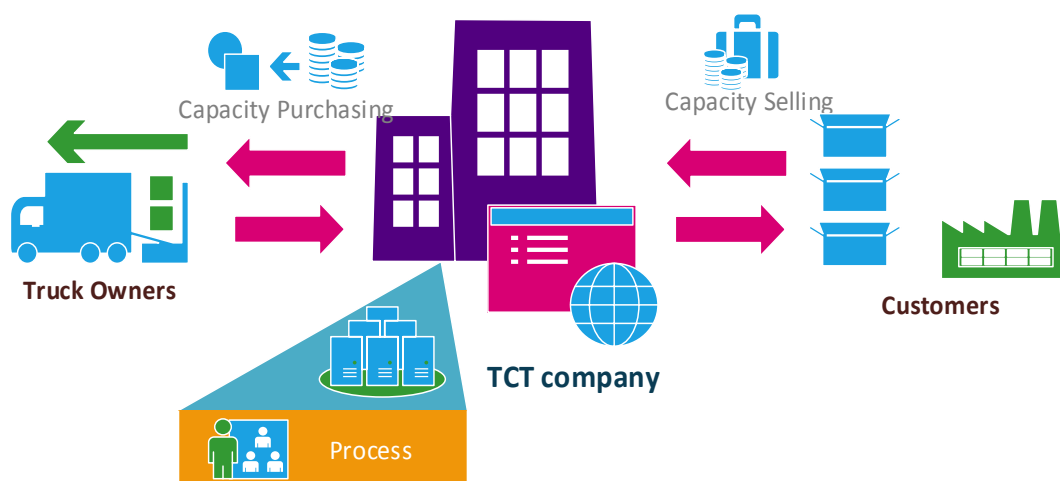 Capacity Purchasing
Capacity Selling
Truck Owners
Customers
TCT company
Process